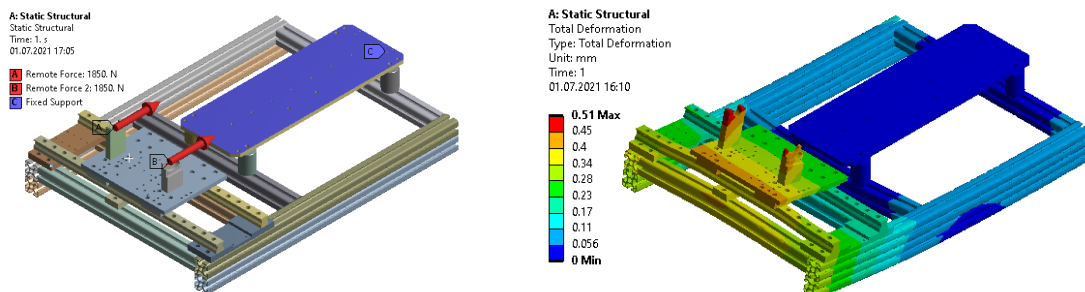 A: Static Structural
Static Structural
Time: 1. s
01.07.2021 17:05
A Remote Force: 1850. N
B Remote Force 2: 1850. N
C Fixed Support
C
A
B
A: Static Structural
Total Deformation
Type: Total Deformation
Unit: mm
Time: 1
01.07.2021 16:10
0.51 Max
0.45
0.4
0.34
0.28
0.23
0.17
0.11
0.056
0 Min